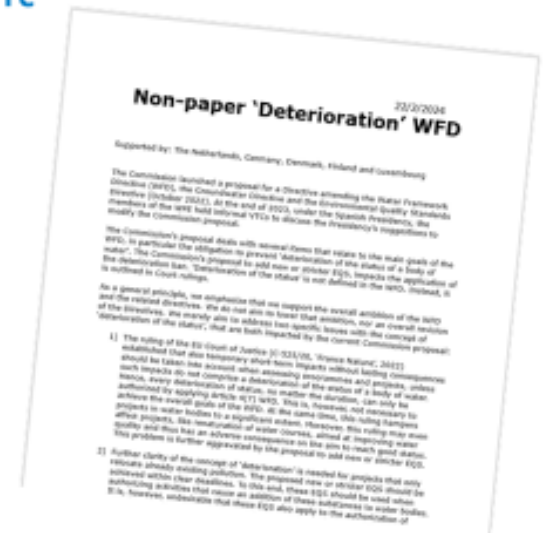 re
22/2/2024
Non-paper ‘Deterioration’ WFD
Supported by: The Netherlands, Germany, Denmark, Finland and Luxembourg
The Commission launched a proposal for a Directive amending the Water Framework
Directive (WFD), the Groundwater Directive and the Environmental Quality Standards
Directive (October 2022). At the end of 2023, under the Spanish Presidency, the
members of the WPE held informal VTCs to discuss the Presidency's suggestions to
modify the Commission proposal.
The Commission's proposal deals with several items that relate to the main goals of the
WFD, in particular the obligation to prevent 'deterioration of the status of a body of
water'. The Commission's proposal to add new or stricter EQS, impacts the application of
the deterioration ban. 'Deterioration of the status' is not defined in the WFD. Instead, it
is outlined in Court rulings.
As a general principle, we emphasize that we support the overall ambition of the WFD
and the related directives. We do not aim to lower that ambition, nor an overall revision
of the Directives. We merely aim to address two specific issues with the concept of
'deterioration of the status', that are both impacted by the current Commission proposal:
1) The ruling of the EU Court of Justice (C-525/20, 'France Nature', 2022)
established that also temporary short-term impacts without lasting consequences
should be taken into account when assessing programmes and projects, unless
such impacts do not comprise a deterioration of the status of a body of water.
Hence, every deterioration of status, no matter the duration, can only be
authorized by applying Article 4(7) WFD. This is, however, not necessary to
achieve the overall goals of the WFD. At the same time, this ruling hampers
projects in water bodies to a significant extent. Moreover, this ruling may even
affect projects, like renaturation of water courses, aimed at improving water
quality and thus has an adverse consequence on the aim to reach good status.
This problem is further aggravated by the proposal to add new or stricter EQS.
2) Further clarity of the concept of 'deterioration' is needed for projects that only
relocate already existing pollution. The proposed new or stricter EQS should be
achieved within clear deadlines. To this end, these EQS should be used when
authorizing activities that cause an addition of these substances to water bodies.
It is, however, undesirable that these EQS also apply to the authorization of